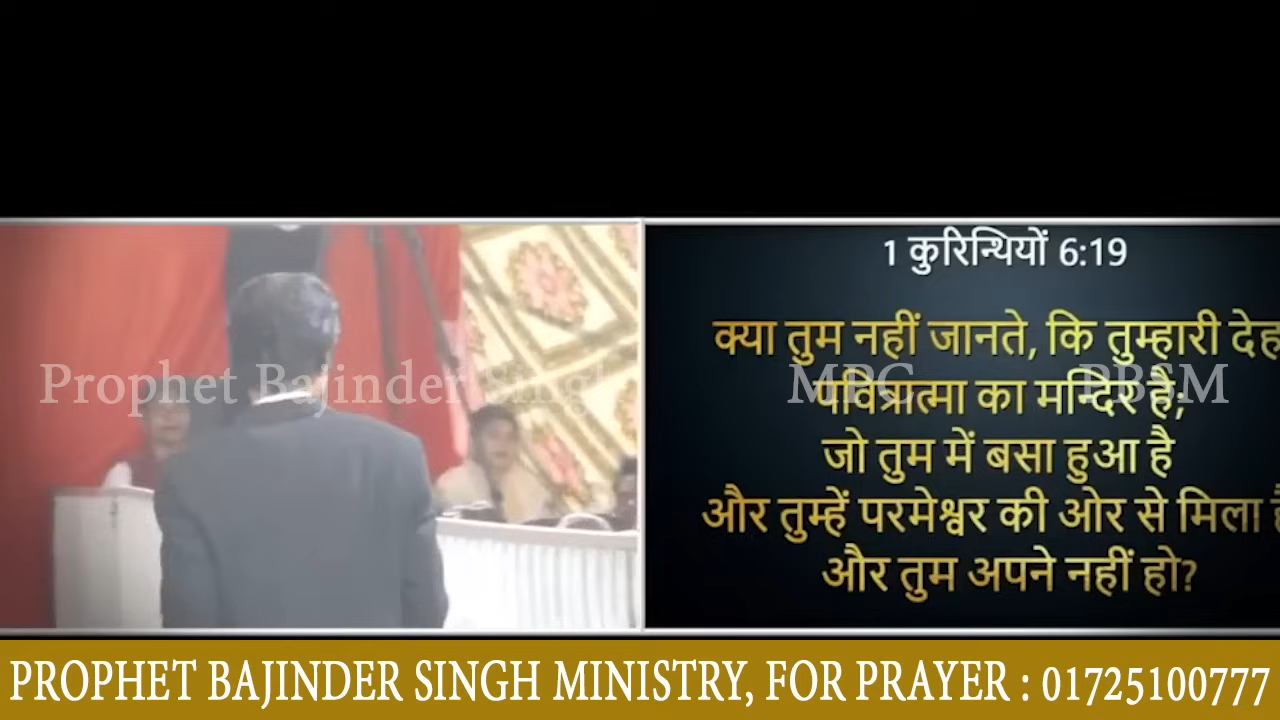 1 कुरिन्थियों 6:19
क्या तुम नहीं जानते, कि तुम्हारी देह
पवित्रात्मा का मन्दिर है;
जो तुम में बसा हुआ है
और तुम्हें परमेश्वर की ओर से मिला है
और तुम अपने नहीं हो?
Prophet Bajinder Singh
MPC PBSM
PROPHET BAJINDER SINGH MINISTRY, FOR PRAYER : 01725100777